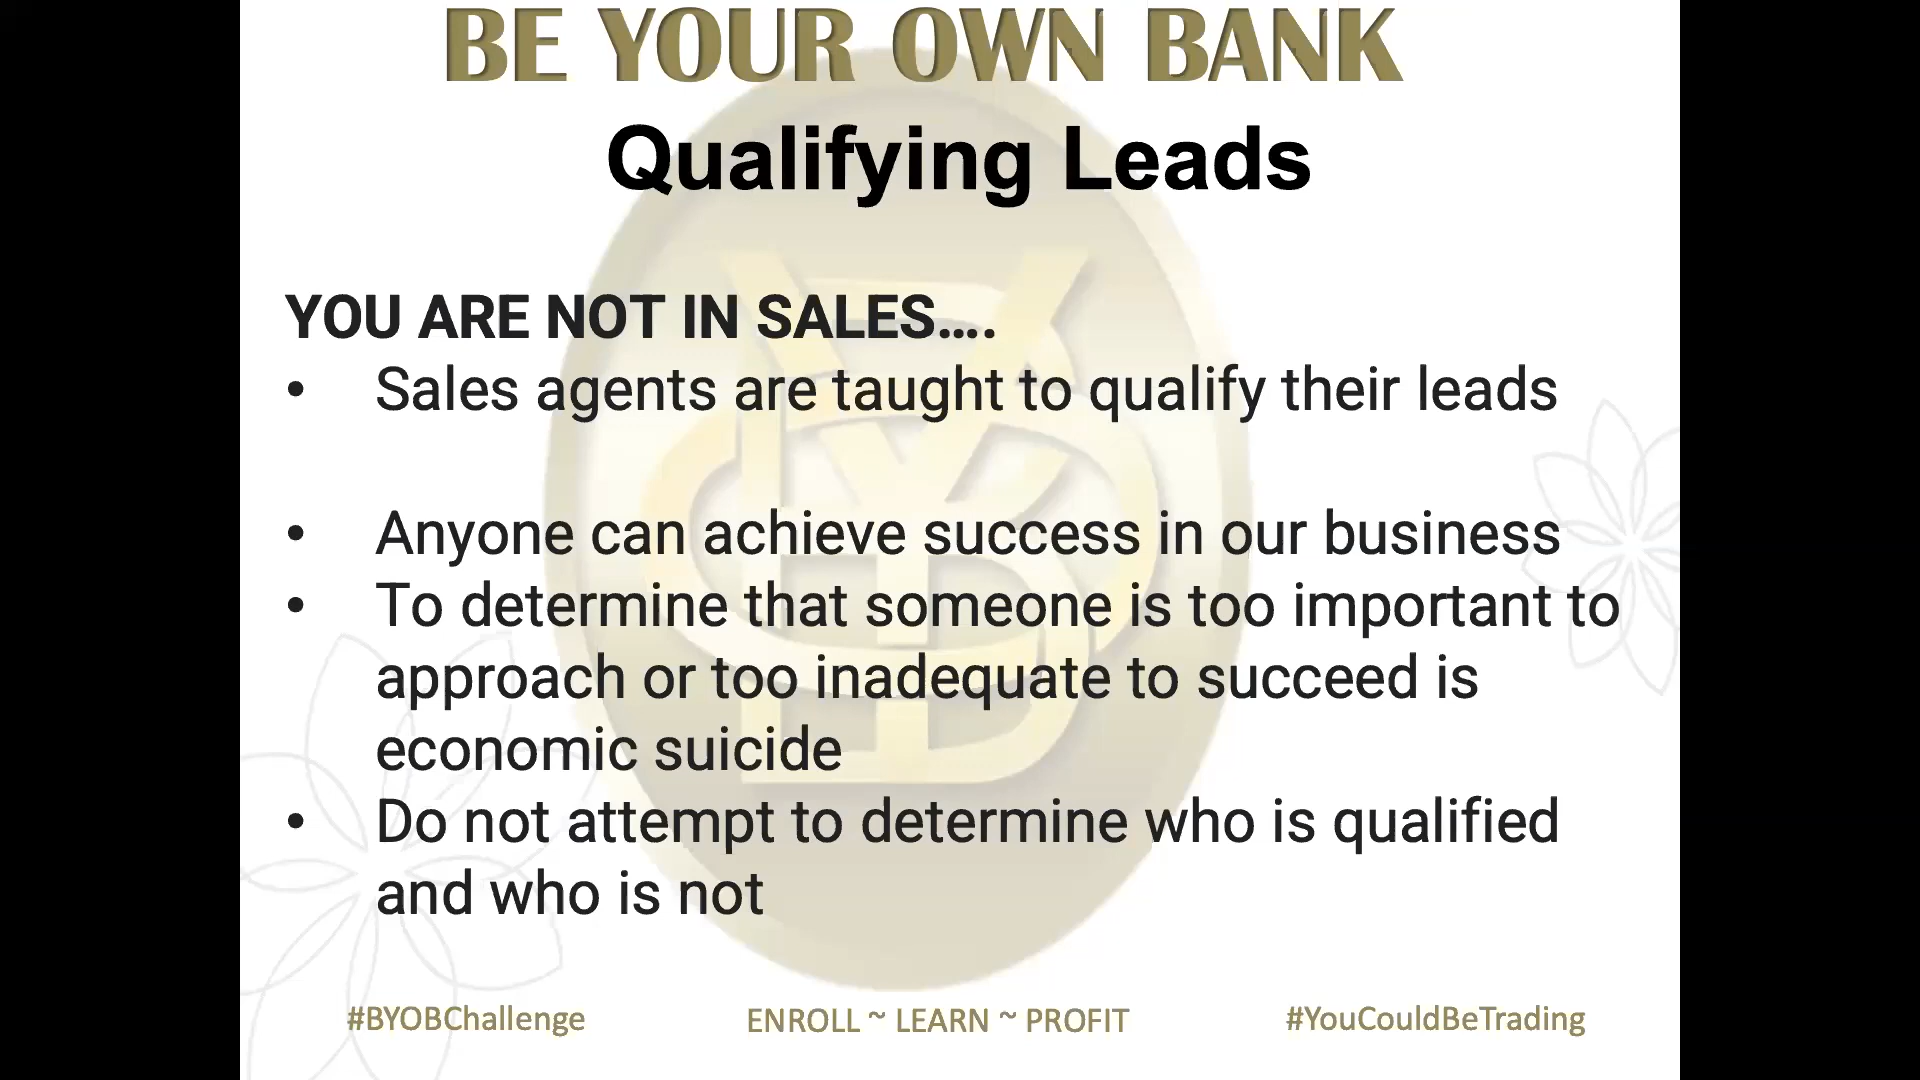 BE YOUR OWN BANK
Qualifying Leads
YOU ARE NOT IN SALES....
• Sales agents are taught to qualify their leads
• Anyone can achieve success in our business
• To determine that someone is too important to
approach or too inadequate to succeed is
economic suicide
• Do not attempt to determine who is qualified
and who is not
#BYOBChallenge
ENROLL ~ LEARN ~ PROFIT
#YouCouldBeTrading